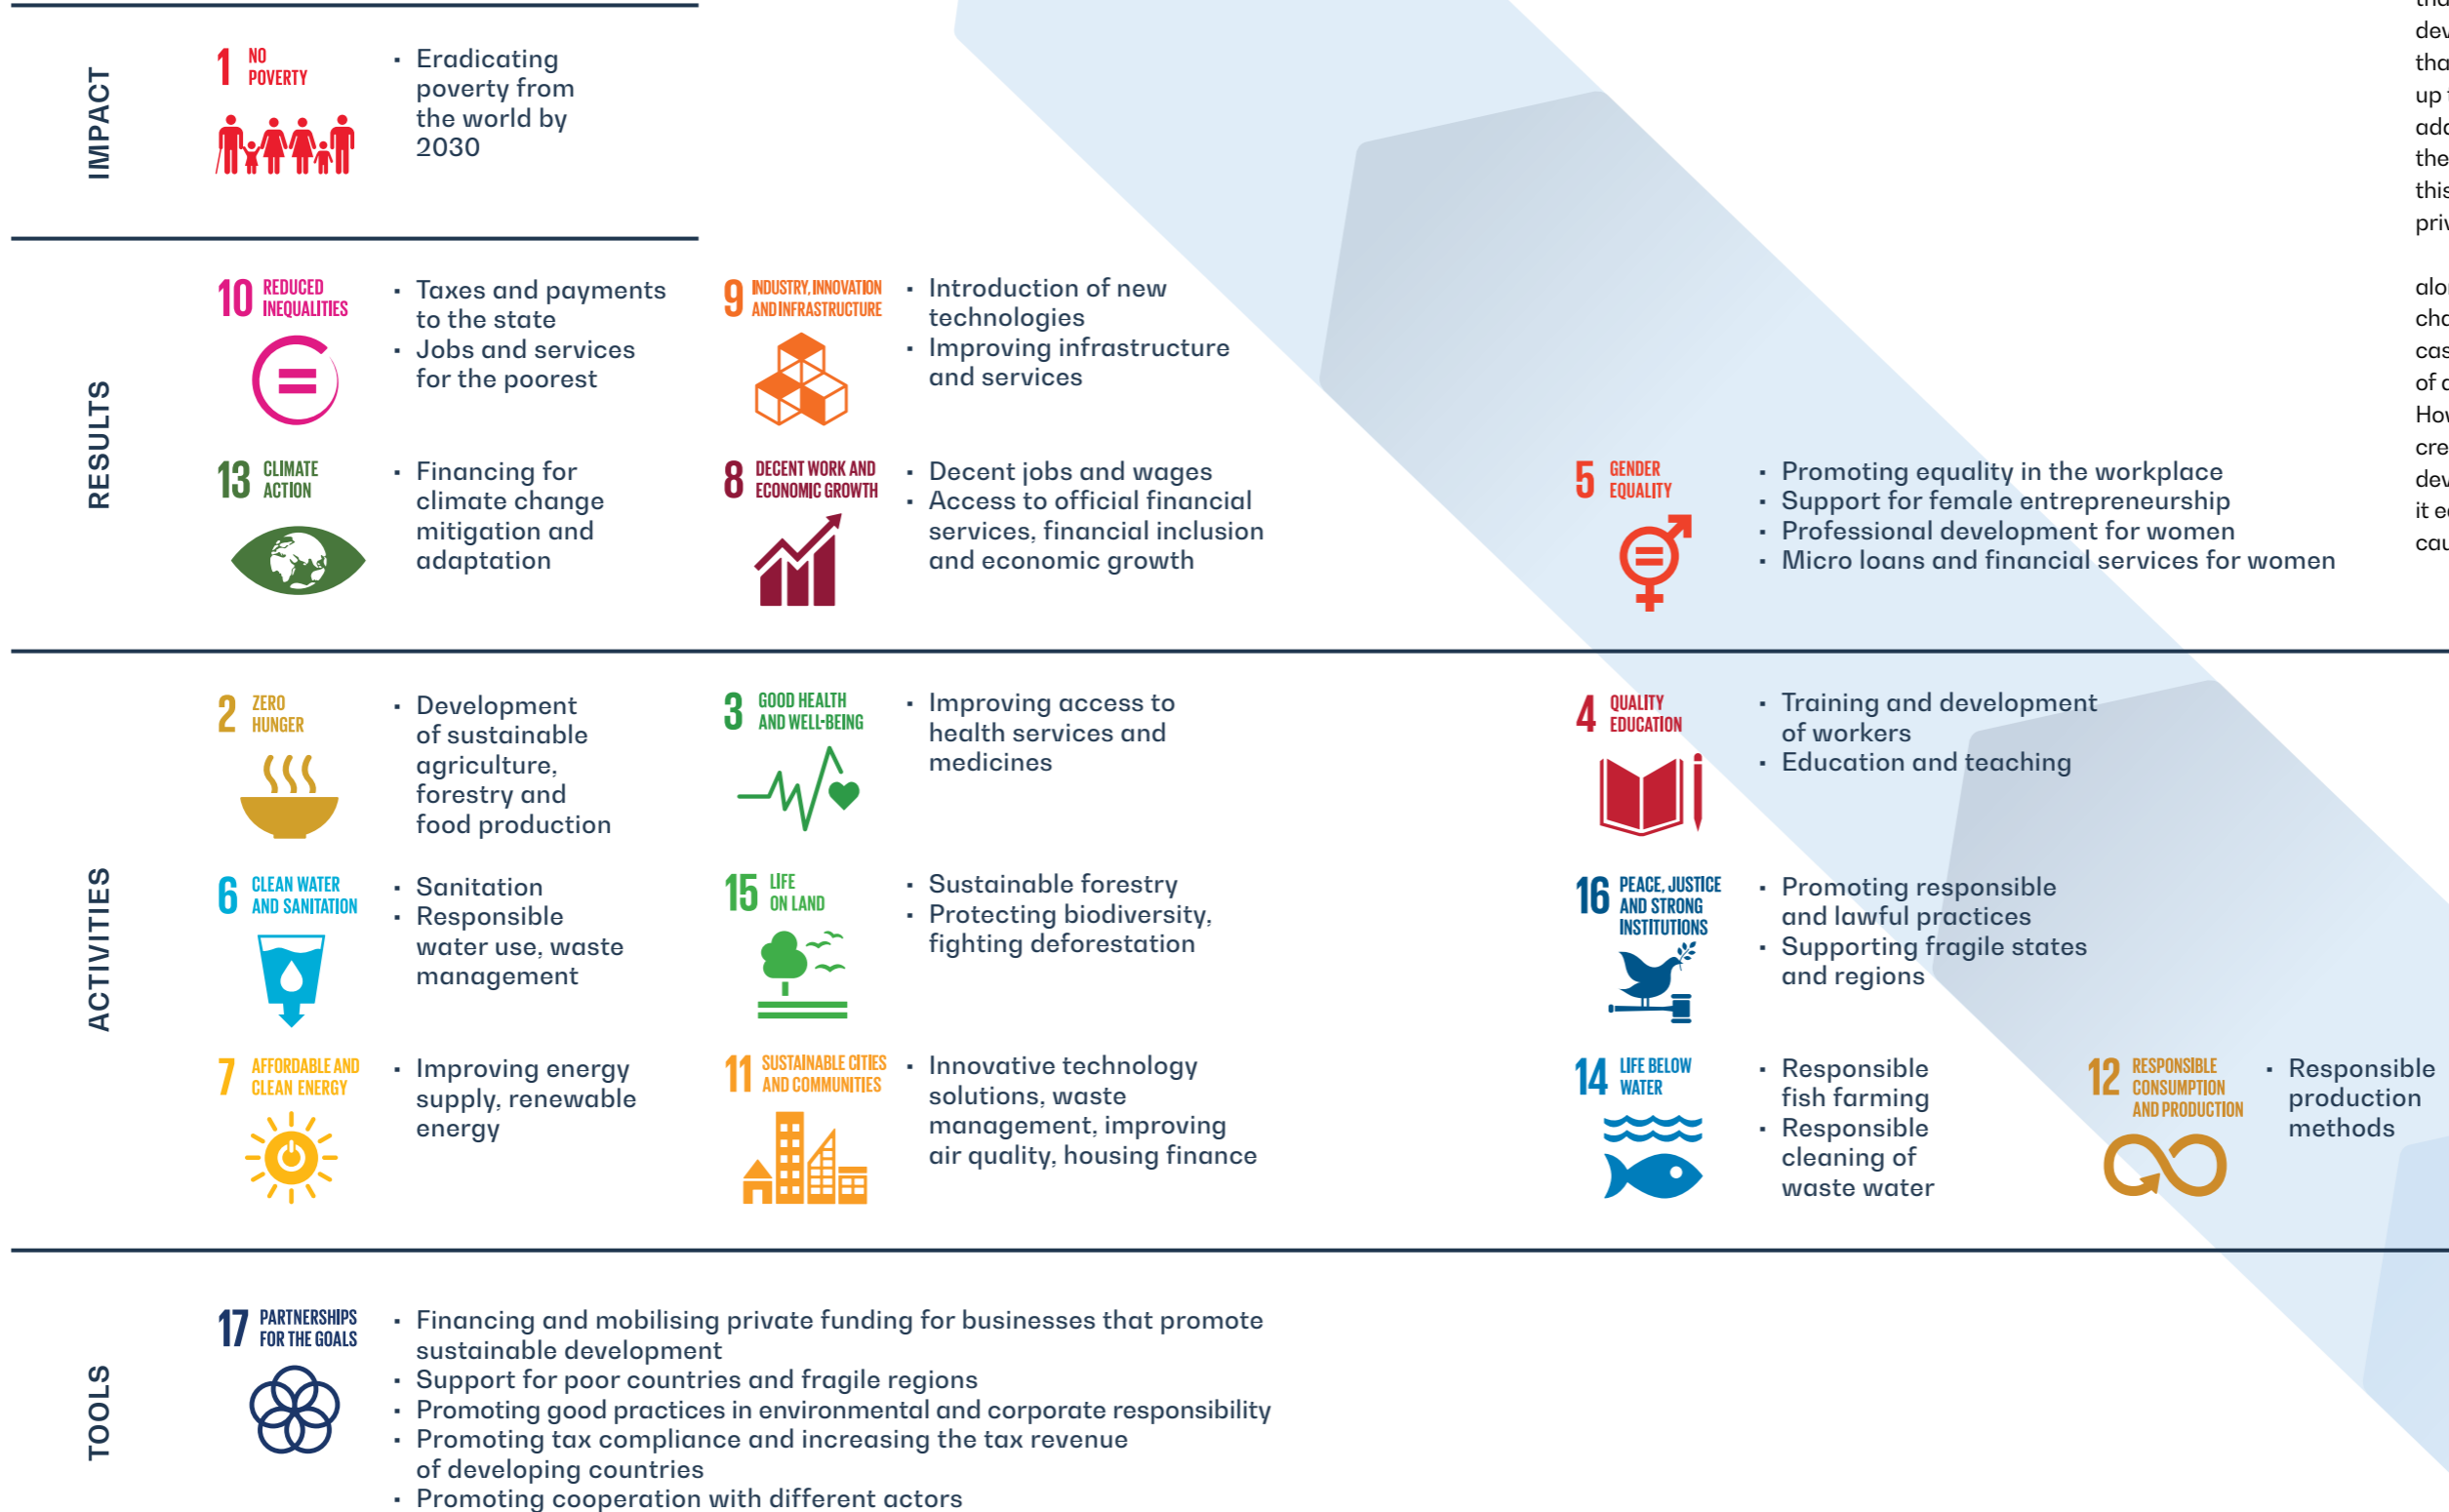 IMPACT
1 NO
POVERTY
• Eradicating
poverty from
the world by
2030
RESULTS
10 REDUCED
INEQUALITIES
• Taxes and payments
to the state
• Jobs and services
for the poorest
9 INDUSTRY, INNOVATION
AND INFRASTRUCTURE
• Introduction of new
technologies
• Improving infrastructure
and services
13 CLIMATE
ACTION
• Financing for
climate change
mitigation and
adaptation
8 DECENT WORK AND
ECONOMIC GROWTH
• Decent jobs and wages
• Access to official financial
services, financial inclusion
and economic growth
5 GENDER
EQUALITY
• Promoting equality in the workplace
• Support for female entrepreneurship
• Professional development for women
• Micro loans and financial services for women
ACTIVITIES
2 ZERO
HUNGER
• Development
of sustainable
agriculture,
forestry and
food production
3 GOOD HEALTH
AND WELL-BEING
• Improving access to
health services and
medicines
4 QUALITY
EDUCATION
• Training and development
of workers
• Education and teaching
6 CLEAN WATER
AND SANITATION
• Sanitation
• Responsible
water use, waste
management
15 LIFE
ON LAND
• Sustainable forestry
• Protecting biodiversity,
fighting deforestation
16 PEACE, JUSTICE
AND STRONG
INSTITUTIONS
• Promoting responsible
and lawful practices
• Supporting fragile states
and regions
7 AFFORDABLE AND
CLEAN ENERGY
• Improving energy
supply, renewable
energy
11 SUSTAINABLE CITIES
AND COMMUNITIES
• Innovative technology
solutions, waste
management, improving
air quality, housing finance
14 LIFE BELOW
WATER
• Responsible
fish farming
• Responsible
cleaning of
waste water
12 RESPONSIBLE
CONSUMPTION
AND PRODUCTION
• Responsible
production
methods
TOOLS
17 PARTNERSHIPS
FOR THE GOALS
• Financing and mobilising private funding for businesses that promote
sustainable development
• Support for poor countries and fragile regions
• Promoting good practices in environmental and corporate responsibility
• Promoting tax compliance and increasing the tax revenue
of developing countries
• Promoting cooperation with different actors